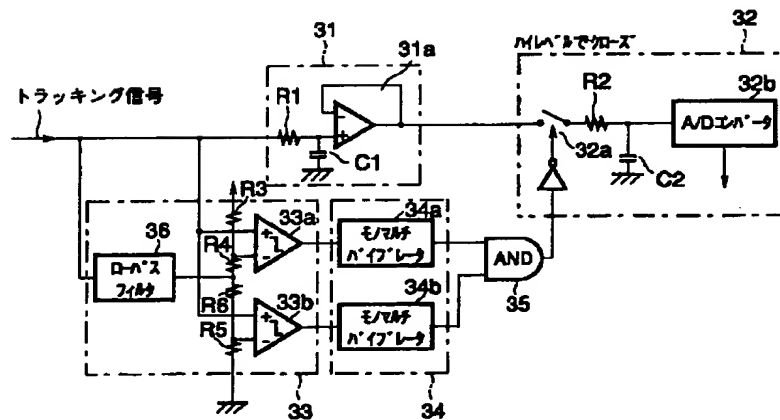 31
31a
ハイレベルでクローズ
32
トラッキング信号
R1
R2
32b
A/Dコンバータ
32a
C1
C2
R3
33a
34a
36
R4
モノマルチ
バイブレータ
ローパス
フィルタ
AND
R6
33b
34b
35
R5
モノマルチ
バイブレータ
33
34